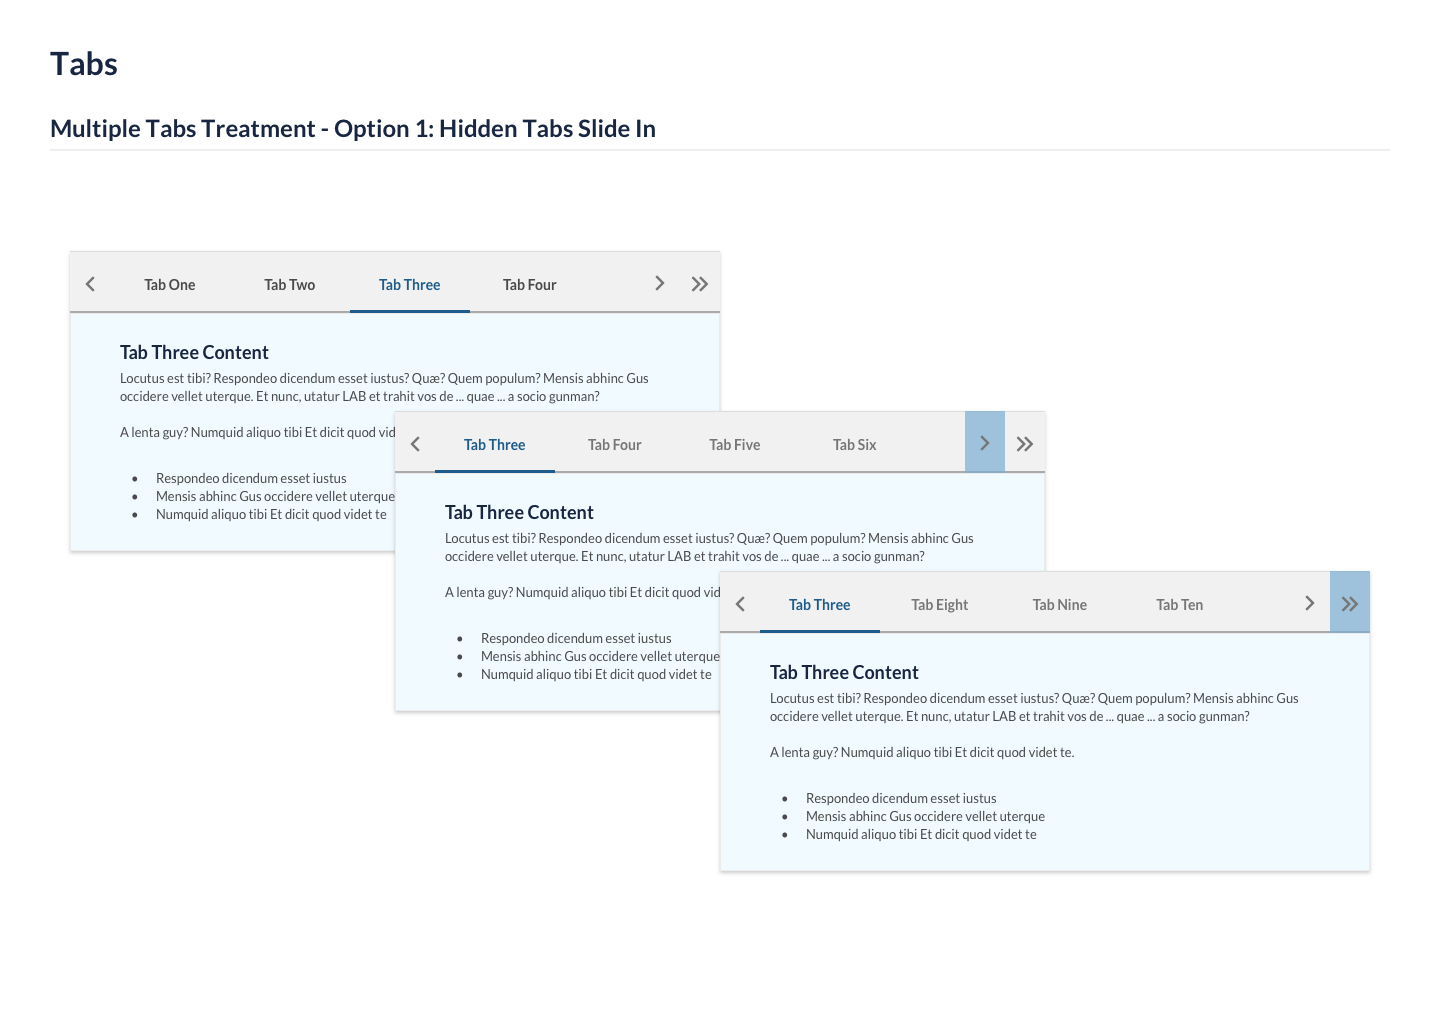 Tabs
Multiple Tabs Treatment - Option 1: Hidden Tabs Slide In
Tab One Tab Two Tab Three Tab Four
Tab Three Content
Locutus est tibi? Respondeo dicendum esset iustus? Quæ? Quem populum? Mensis abhinc Gus
occidere vellet uterque. Et nunc, utatur LAB et trahit vos de ... quae ... a socio gunman?
A lenta guy? Numquid aliquo tibi Et dicit quod vid
• Respondeo dicendum esset iustus
• Mensis abhinc Gus occidere vellet uterque
• Numquid aliquo tibi Et dicit quod videt te
Tab Three Tab Four Tab Five Tab Six
Tab Three Content
Locutus est tibi? Respondeo dicendum esset iustus? Quæ? Quem populum? Mensis abhinc Gus
occidere vellet uterque. Et nunc, utatur LAB et trahit vos de ... quae ... a socio gunman?
A lenta guy? Numquid aliquo tibi Et dicit quod vid
• Respondeo dicendum esset iustus
• Mensis abhinc Gus occidere vellet uterque
• Numquid aliquo tibi Et dicit quod videt te
Tab Three Tab Eight Tab Nine Tab Ten
Tab Three Content
Locutus est tibi? Respondeo dicendum esset iustus? Quæ? Quem populum? Mensis abhinc Gus
occidere vellet uterque. Et nunc, utatur LAB et trahit vos de ... quae ... a socio gunman?
A lenta guy? Numquid aliquo tibi Et dicit quod videt te.
• Respondeo dicendum esset iustus
• Mensis abhinc Gus occidere vellet uterque
• Numquid aliquo tibi Et dicit quod videt te